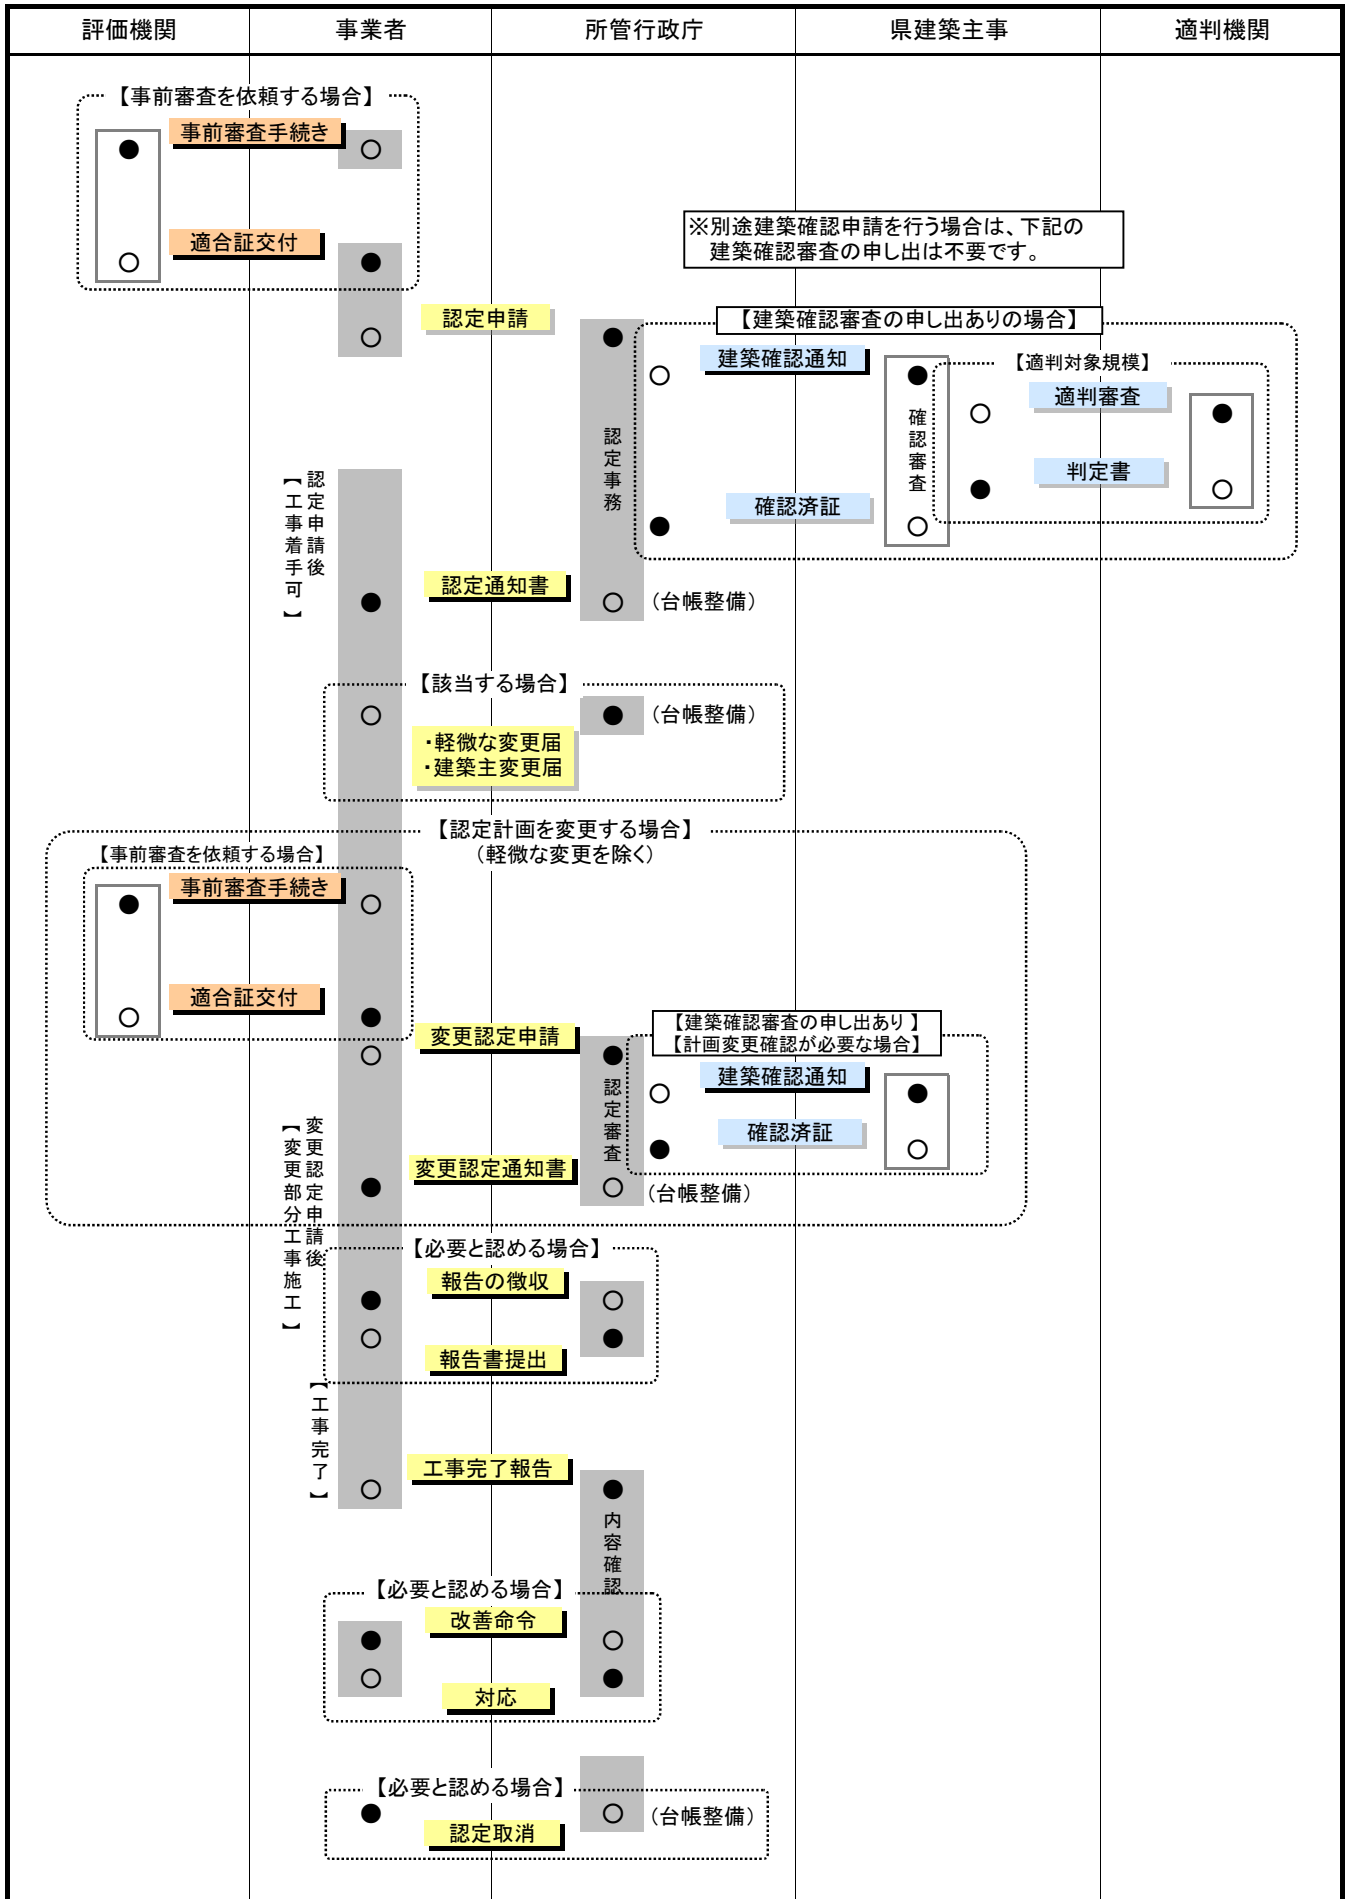 評価機関
事業者
所管行政庁
県建築主事
適判機関
【事前審査を依頼する場合】
事前審査手続き
適合証交付
※別途建築確認申請を行う場合は、下記の
建築確認審査の申し出は不要です。
認定申請
【建築確認審査の申し出ありの場合】
建築確認通知
【適判対象規模】
適判審査
認定事務
確認審査
判定書
確認済証
認定申請後
【工事着手可】
認定通知書
（台帳整備）
【該当する場合】
（台帳整備）
・軽微な変更届
・建築主変更届
【認定計画を変更する場合】
（軽微な変更を除く）
【事前審査を依頼する場合】
事前審査手続き
適合証交付
変更認定申請
【建築確認審査の申し出あり 】
【計画変更確認が必要な場合】
建築確認通知
認定審査
確認済証
変更認定申請後
【変更部分工事施工】
変更認定通知書
（台帳整備）
【必要と認める場合】
報告の徴収
報告書提出
【工事完了】
工事完了報告
内容確認
【必要と認める場合】
改善命令
対応
【必要と認める場合】
（台帳整備）
認定取消